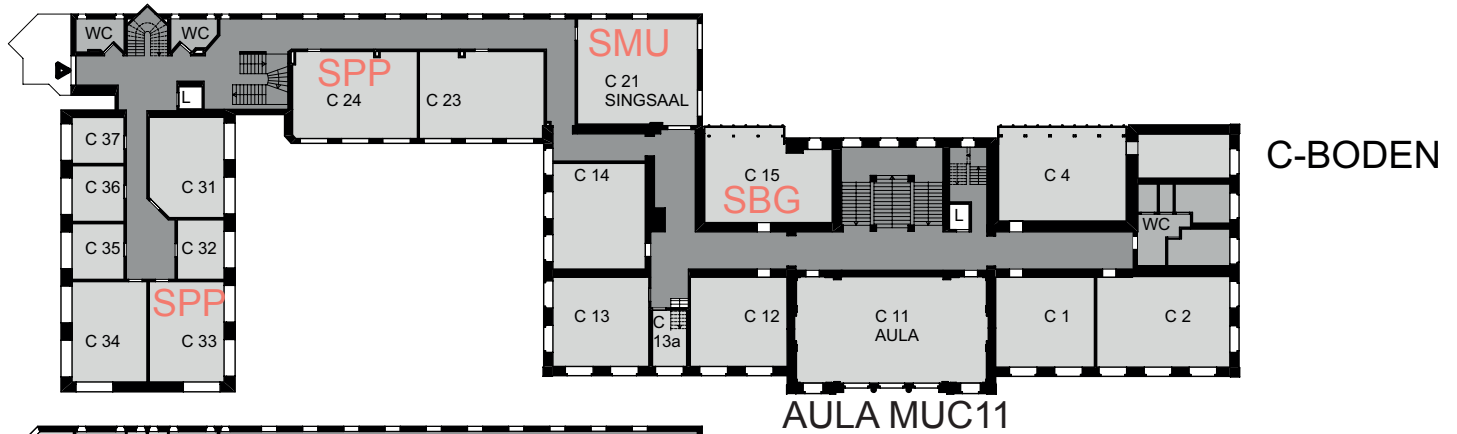 WC
WC
SMU
C 21
SINGSAAL
SPP
C 24
C 23
L
C 37
C 36
C 31
C 35
C 32
SPP
C 34
C 33
C-BODEN
C 14
C 15
SBG
L
C 4
WC
C 13
C
13a
C 12
C 11
AULA
C 1
C 2
AULA MUC11